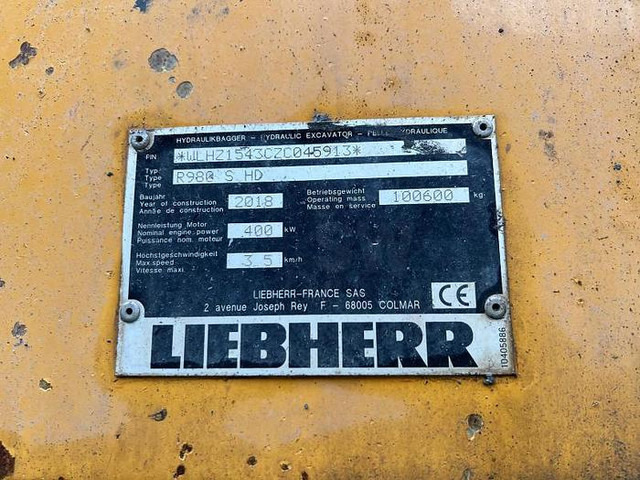 HYDRAULIKBAGGER - HYDRAULIC EXCAVATOR - PELLE HYDRAULIQUE
FIN *WLHZ1543CZC045913*
Typ
Type R980 S HD
Type
Baujahr
Year of construction 2018
Année de construction
Betriebsgewicht
Operating mass 100600 kg
Masse en service
Nennleistung Motor
Nominal engine power 400 kW
Puissance nom. moteur
Höchstgeschwindigkeit
Max.speed 3.5 km/h
Vitesse maxi.
LIEBHERR-FRANCE SAS
2 avenue Joseph Rey F - 68005 COLMAR
CE
LIEBHERR
10405886